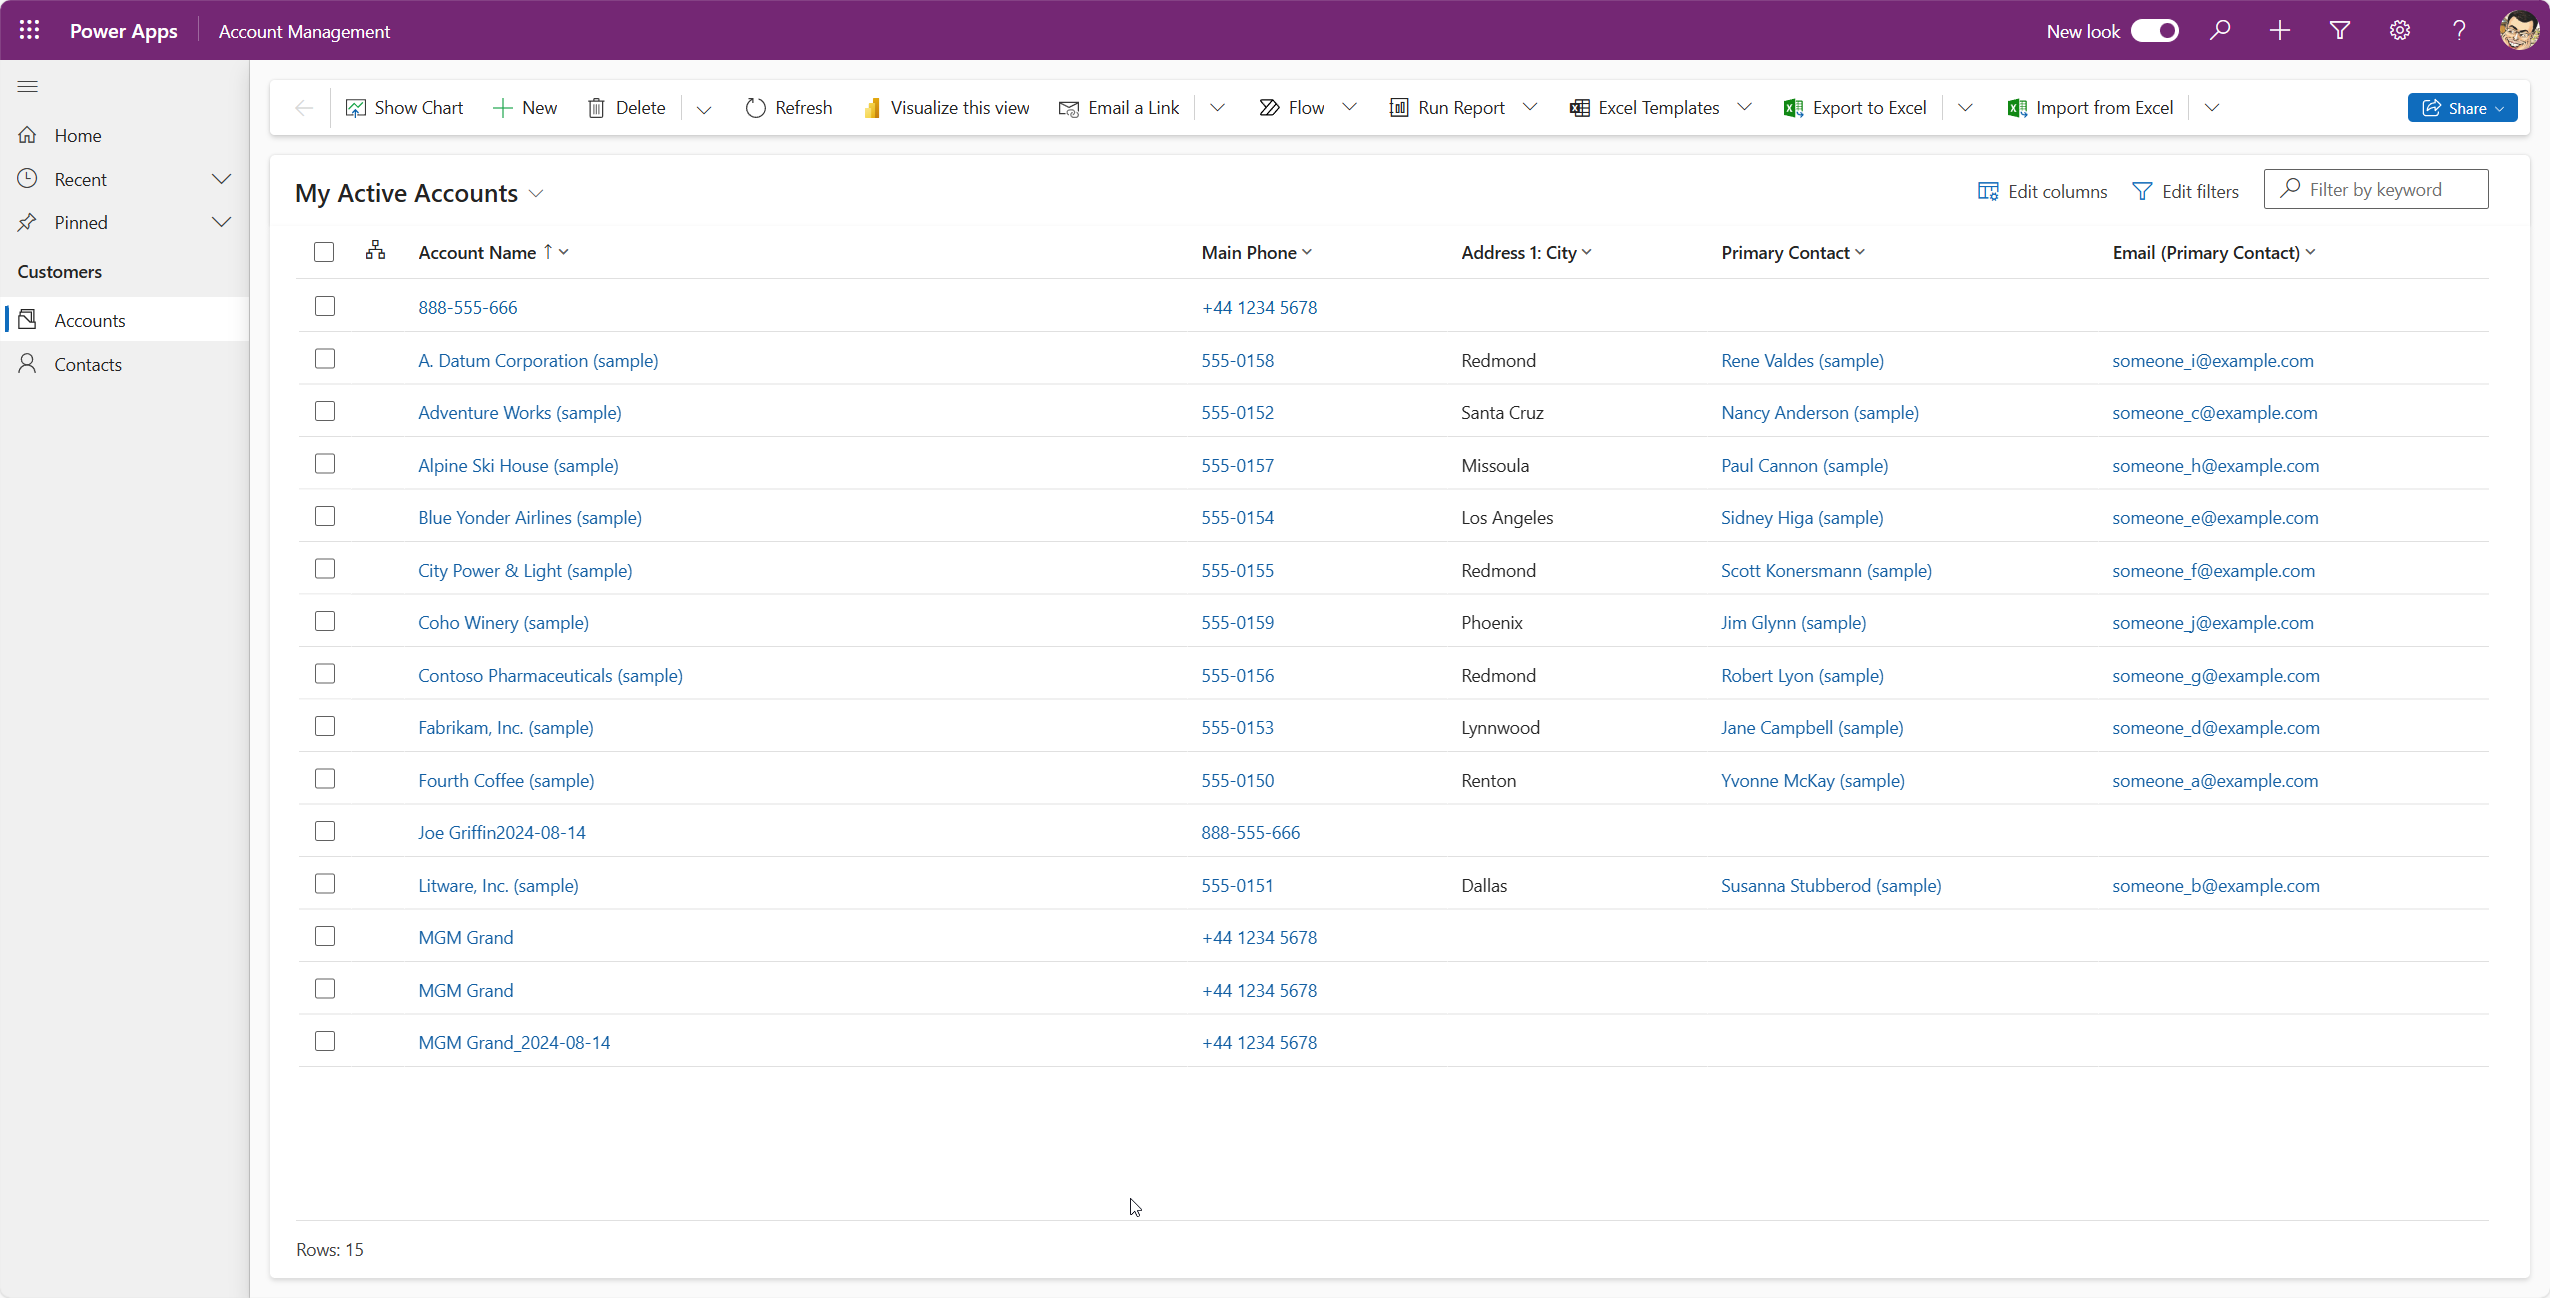 Power Apps Account Management New look
Show Chart New Delete Refresh Visualize this view Email a Link Flow Run Report Excel Templates Export to Excel Import from Excel Share
Home
Recent
Pinned
Customers
Accounts
Contacts
My Active Accounts Edit columns Edit filters Filter by keyword
Account Name Main Phone Address 1: City Primary Contact Email (Primary Contact)
888-555-666 +44 1234 5678
A. Datum Corporation (sample) 555-0158 Redmond Rene Valdes (sample) someone_i@example.com
Adventure Works (sample) 555-0152 Santa Cruz Nancy Anderson (sample) someone_c@example.com
Alpine Ski House (sample) 555-0157 Missoula Paul Cannon (sample) someone_h@example.com
Blue Yonder Airlines (sample) 555-0154 Los Angeles Sidney Higa (sample) someone_e@example.com
City Power & Light (sample) 555-0155 Redmond Scott Konersmann (sample) someone_f@example.com
Coho Winery (sample) 555-0159 Phoenix Jim Glynn (sample) someone_j@example.com
Contoso Pharmaceuticals (sample) 555-0156 Redmond Robert Lyon (sample) someone_g@example.com
Fabrikam, Inc. (sample) 555-0153 Lynnwood Jane Campbell (sample) someone_d@example.com
Fourth Coffee (sample) 555-0150 Renton Yvonne McKay (sample) someone_a@example.com
Joe Griffin2024-08-14 888-555-666
Litware, Inc. (sample) 555-0151 Dallas Susanna Stubberod (sample) someone_b@example.com
MGM Grand +44 1234 5678
MGM Grand +44 1234 5678
MGM Grand_2024-08-14 +44 1234 5678
Rows: 15